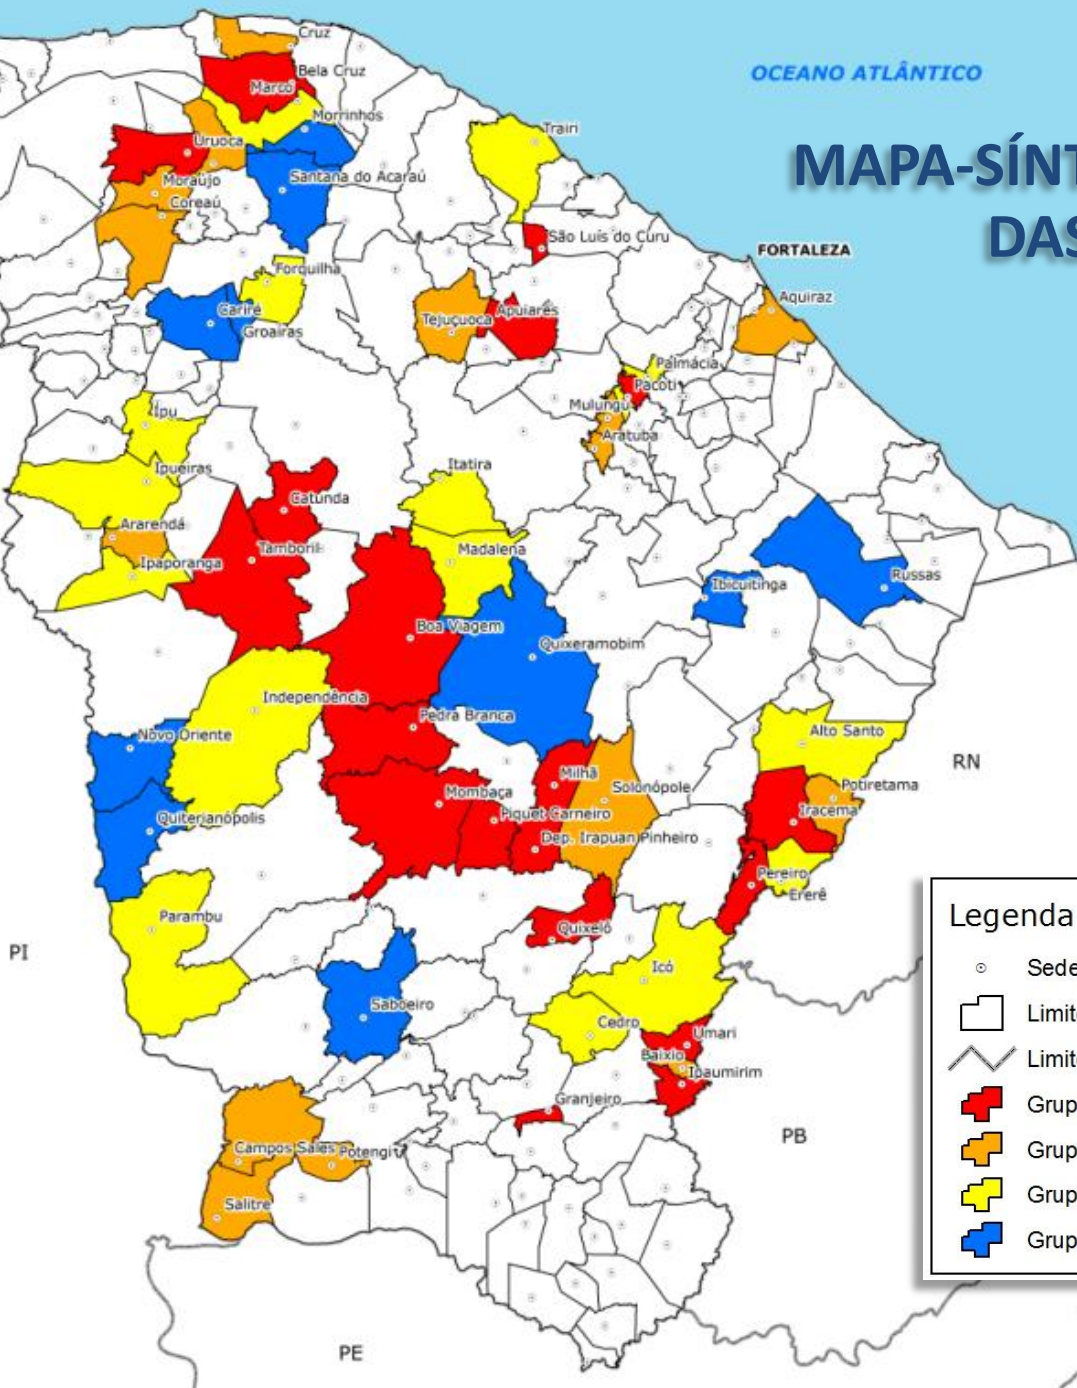 Cruz
OCEANO ATLÂNTICO
Bela Cruz
Marco
Morrinhos
Trairi
Uruoca
MAPA-SÍNT
Santana do Acaraú
Moraújo
Coreaú
São Luís do Curu
DAS
FORTALEZA
Forquilha
Aquiraz
Cariré
Apuiarés
Tejuçuoca
Groaíras
Palmácia
Pacoti
Mulungu
Ipu
Aratuba
Itatira
Ipueiras
Catunda
Ararendá
Tamboril
Madalena
Ipaporanga
Russas
Ibicuitinga
Boa Viagem
Quixeramobim
Independência
Pedra Branca
Novo Oriente
Alto Santo
RN
Milhã
Solonópole
Potiretama
Mombaça
Iracema
Piquet Carneiro
Quiterianópolis
Dep. Irapuan Pinheiro
Pereiro
Ererê
Parambu
Legenda
Quixelô
PI
Icó
Sede
Saboeiro
Limit
Cedro
Umari
Baixio
Limit
Ipaumirim
Granjeiro
Grup
PB
Campos Sales
Potengi
Grup
Salitre
Grup
Grup
PE